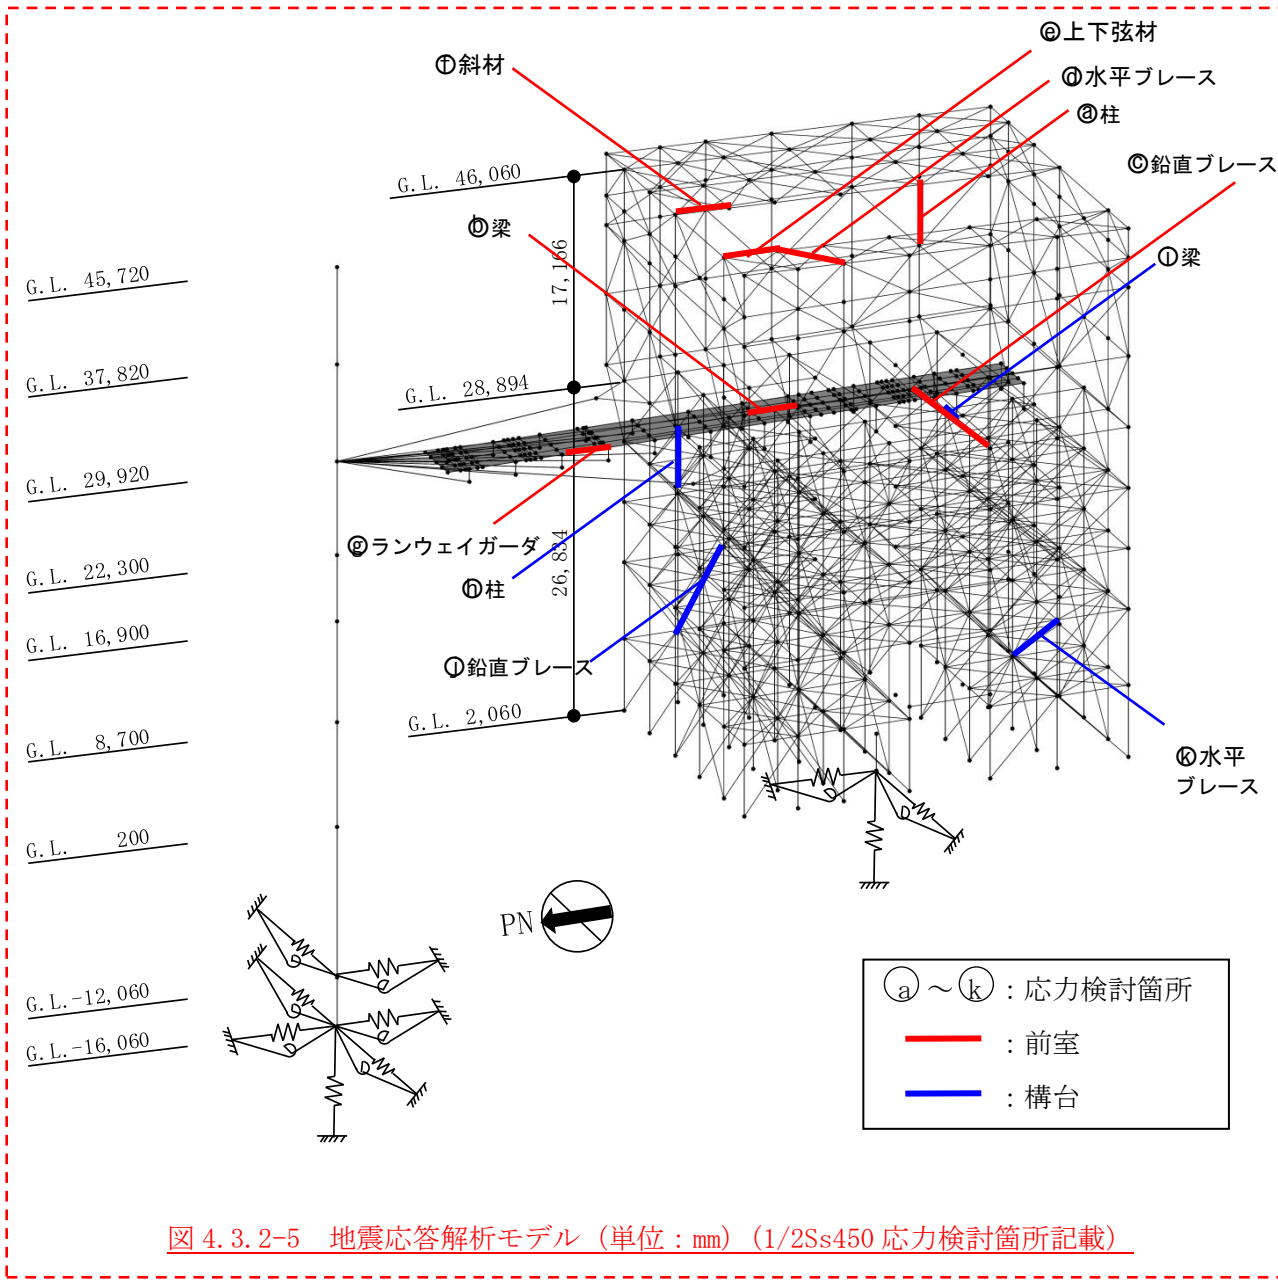 ⓔ上下弦材
ⓕ斜材
ⓓ水平ブレース
ⓐ柱
ⓒ鉛直ブレース
G.L. 46,060
ⓑ梁
17,166
ⓘ梁
G.L. 45,720
G.L. 37,820
G.L. 28,894
G.L. 29,920
ⓖランウェイガーダ
26,834
G.L. 22,300
ⓗ柱
G.L. 16,900
ⓙ鉛直ブレース
G.L. 2,060
G.L. 8,700
ⓚ水平
ブレース
G.L. 200
PN
G.L.-12,060
G.L.-16,060
ⓐ～ⓚ：応力検討箇所
：前室
：構台
図 4.3.2-5　地震応答解析モデル（単位：mm）(1/2Ss450 応力検討箇所記載）